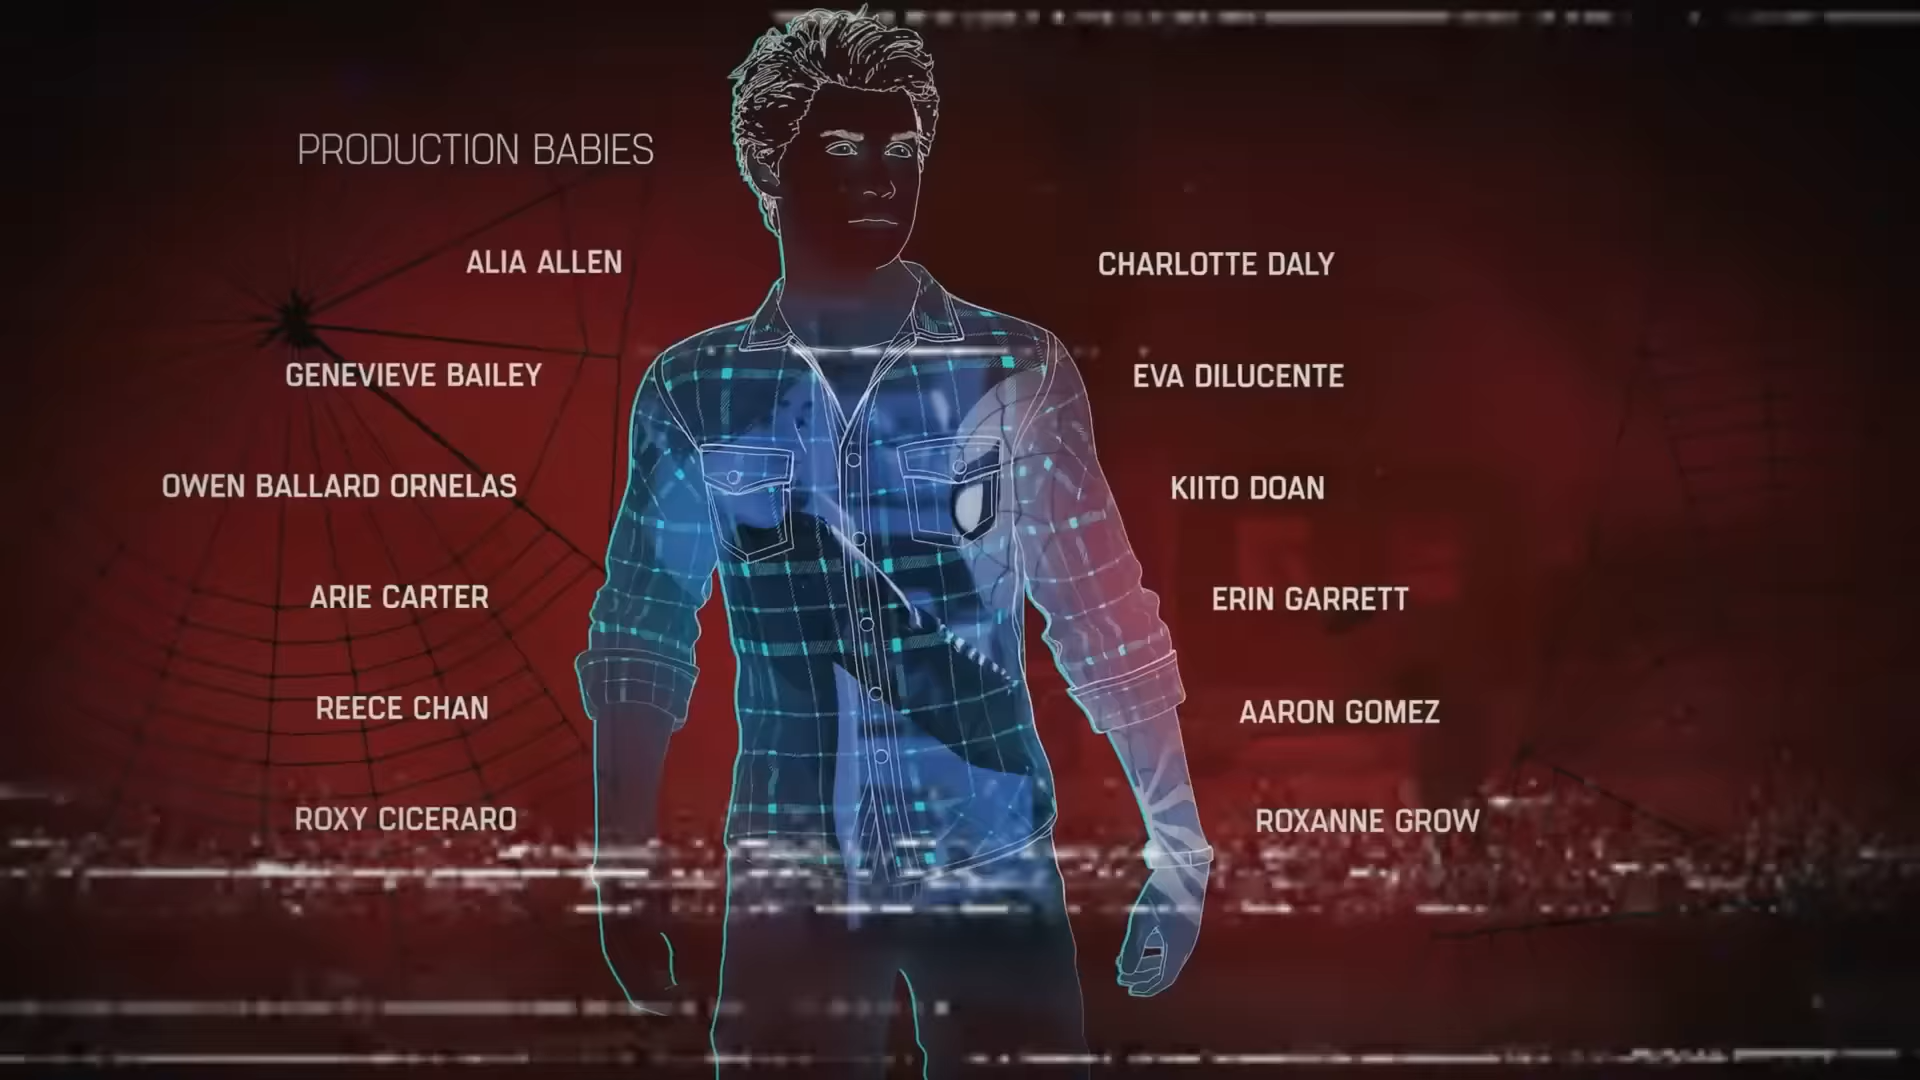 PRODUCTION BABIES
ALIA ALLEN
GENEVIEVE BAILEY
OWEN BALLARD ORNELAS
ARIE CARTER
REECE CHAN
ROXY CICERARO
CHARLOTTE DALY
EVA DILUCENTE
KIITO DOAN
ERIN GARRETT
AARON GOMEZ
ROXANNE GROW